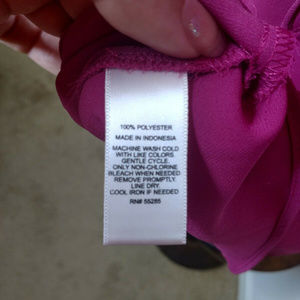 100% POLYESTER
MADE IN INDONESIA
MACHINE WASH COLD
WITH LIKE COLORS
GENTLE CYCLE.
ONLY NON-CHLORINE
BLEACH WHEN NEEDED
REMOVE PROMPTLY.
LINE DRY.
COOL IRON IF NEEDED
RN# 55285